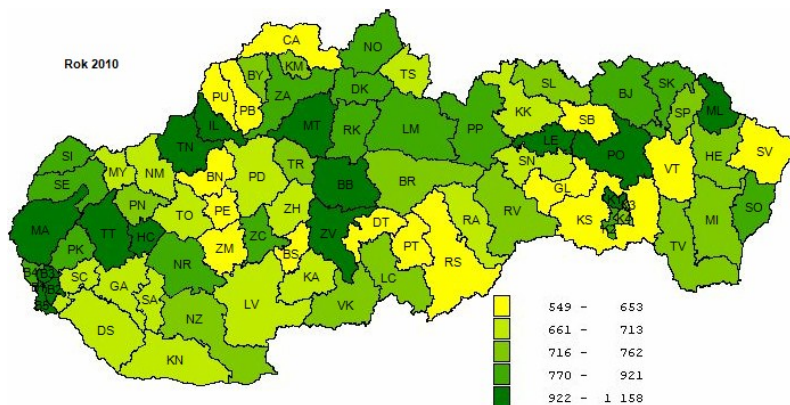 Rok 2010
CA
NO
KM
BY
TS
PU
PB
ZA
DK
SL
BJ
SK
KK
SP
ML
SB
IL
MT
RK
LM
PP
TN
LE
PO
HE
SV
SI
MY
NM
BN
PD
TR
SN
VT
SE
BB
BR
GL
PN
TO
PE
ZH
KS
SO
MA
TT
HC
ZM
ZC
BS
ZV
DT
PT
RA
RV
MI
TV
PK
NR
RS
SC
GA
SA
KA
LC
LV
VK
NZ
DS
KN
549 - 653
661 - 713
716 - 762
770 - 921
922 - 1 158